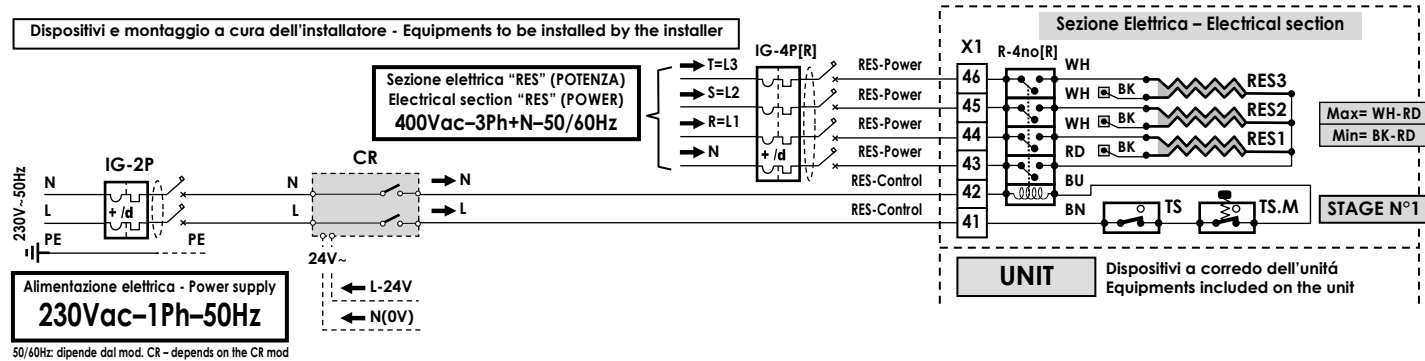 Dispositivi e montaggio a cura dell'installatore - Equipments to be installed by the installer
Sezione Elettrica – Electrical section
IG-4P[R]
X1
R-4no[R]
Sezione elettrica "RES" (POTENZA)
Electrical section "RES" (POWER)
400Vac–3Ph+N–50/60Hz
T=L3
S=L2
R=L1
N
+ /d
RES-Power
RES-Power
RES-Power
RES-Power
RES-Control
RES-Control
46
45
44
43
42
41
WH
WH
WH
RD
BU
BN
BK
BK
BK
RES3
RES2
RES1
Max= WH-RD
Min= BK-RD
TS
TS.M
STAGE N°1
230V~50Hz
N
L
PE
IG-2P
+ /d
PE
CR
N
L
N
L
24V~
L-24V
N(0V)
Alimentazione elettrica - Power supply
230Vac–1Ph–50Hz
50/60Hz: dipende dal mod. CR – depends on the CR mod
UNIT
Dispositivi a corredo dell'unitá
Equipments included on the unit